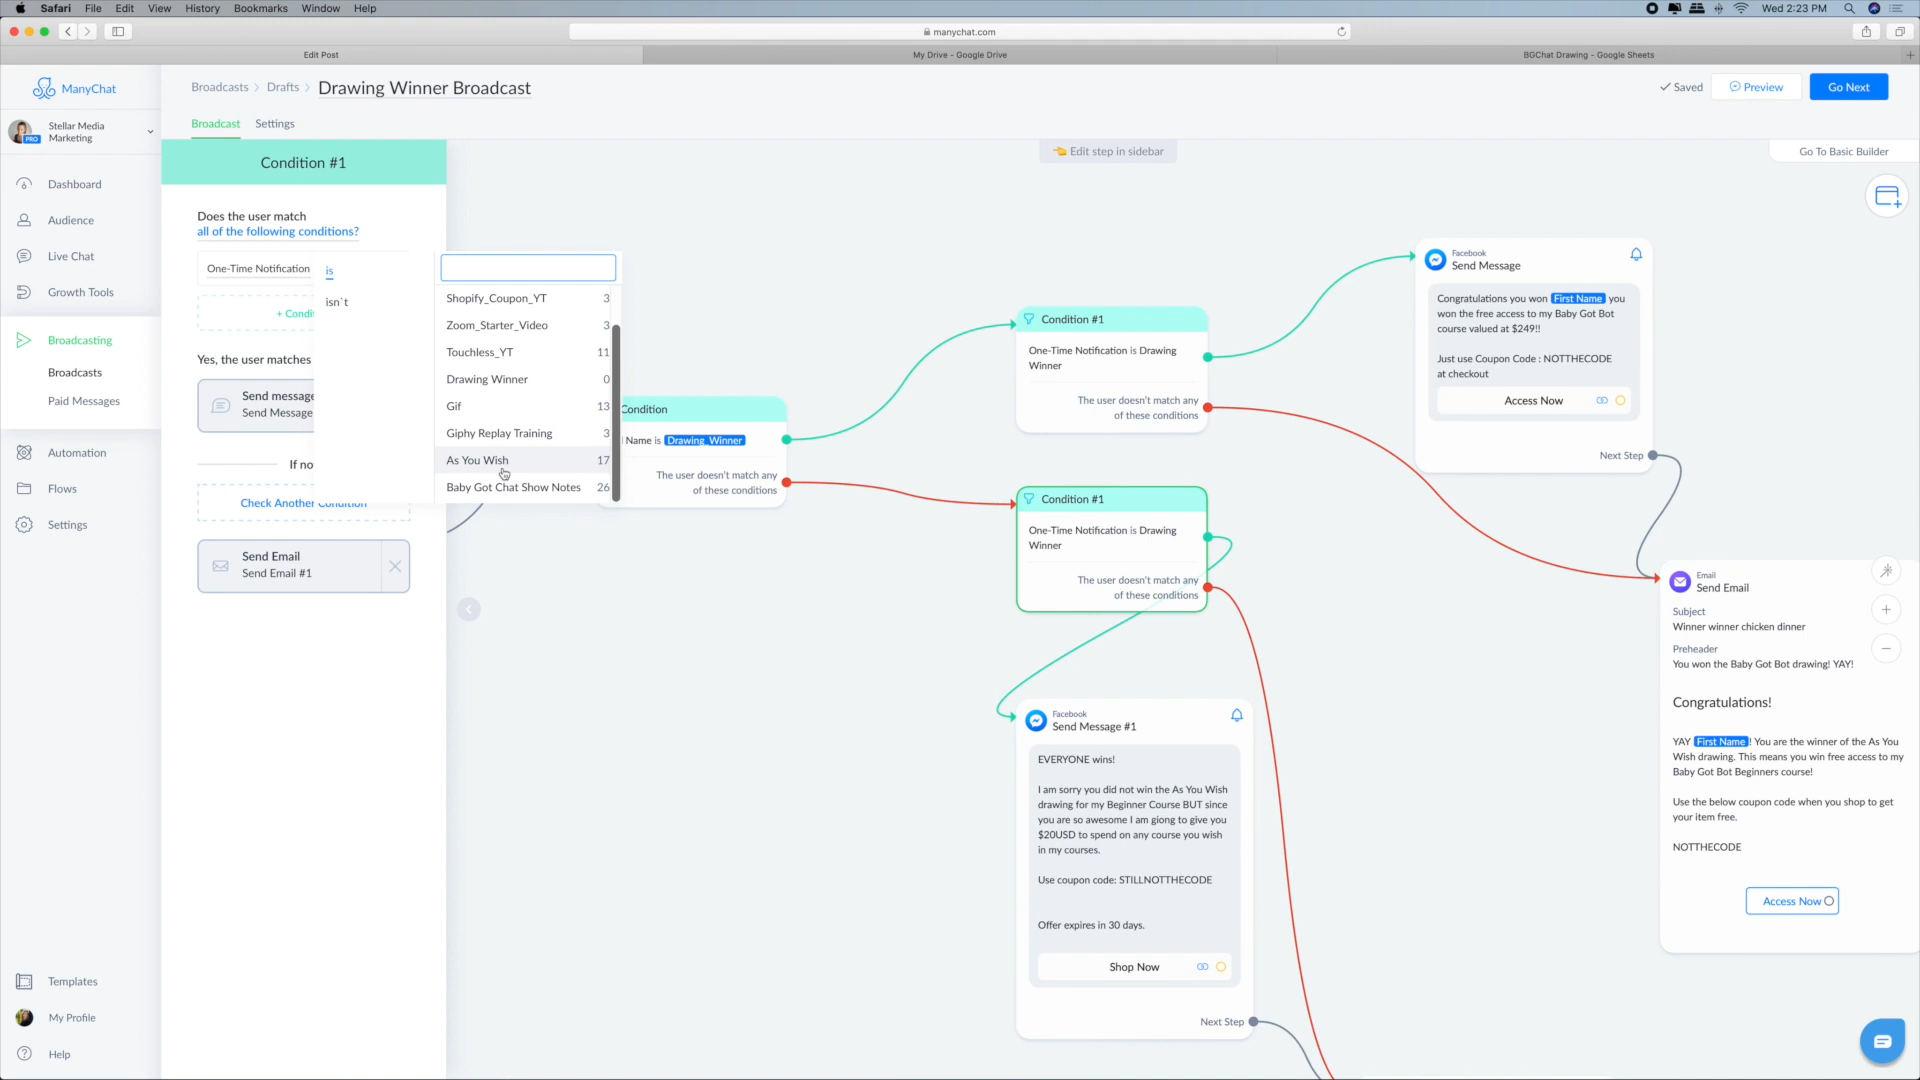 Safari File Edit View History Bookmarks Window Help
Wed 2:23 PM
manychat.com
Edit Post
My Drive - Google Drive
BGChat Drawing - Google Sheets
ManyChat
Stellar Media
Marketing
PRO
Dashboard
Audience
Live Chat
Growth Tools
Broadcasting
Broadcasts
Paid Messages
Automation
Flows
Settings
Templates
My Profile
Help
Broadcasts > Drafts > Drawing Winner Broadcast
Saved
Preview
Go Next
Broadcast Settings
Edit step in sidebar
Go To Basic Builder
Condition #1
Does the user match
all of the following conditions?
One-Time Notification
+ Condi
is
isn`t
Shopify_Coupon_YT 3
Zoom_Starter_Video 3
Touchless_YT 11
Drawing Winner 0
Gif 13
Giphy Replay Training 3
As You Wish 17
Baby Got Chat Show Notes 26
Yes, the user matches
Send message
Send Message
If no
Check Another Condition
Send Email
Send Email #1
Condition
l Name is Drawing_Winner
The user doesn't match any
of these conditions
Condition #1
One-Time Notification is Drawing
Winner
The user doesn't match any
of these conditions
Condition #1
One-Time Notification is Drawing
Winner
The user doesn't match any
of these conditions
Facebook
Send Message #1
EVERYONE wins!
I am sorry you did not win the As You Wish
drawing for my Beginner Course BUT since
you are so awesome I am giong to give you
$20USD to spend on any course you wish
in my courses.
Use coupon code: STILLNOTTHECODE
Offer expires in 30 days.
Shop Now
Next Step
Facebook
Send Message
Congratulations you won First Name you
won the free access to my Baby Got Bot
course valued at $249!!
Just use Coupon Code : NOTTHECODE
at checkout
Access Now
Next Step
Email
Send Email
Subject
Winner winner chicken dinner
Preheader
You won the Baby Got Bot drawing! YAY!
Congratulations!
YAY First Name ! You are the winner of the As You
Wish drawing. This means you win free access to my
Baby Got Bot Beginners course!
Use the below coupon code when you shop to get
your item free.
NOTTHECODE
Access Now